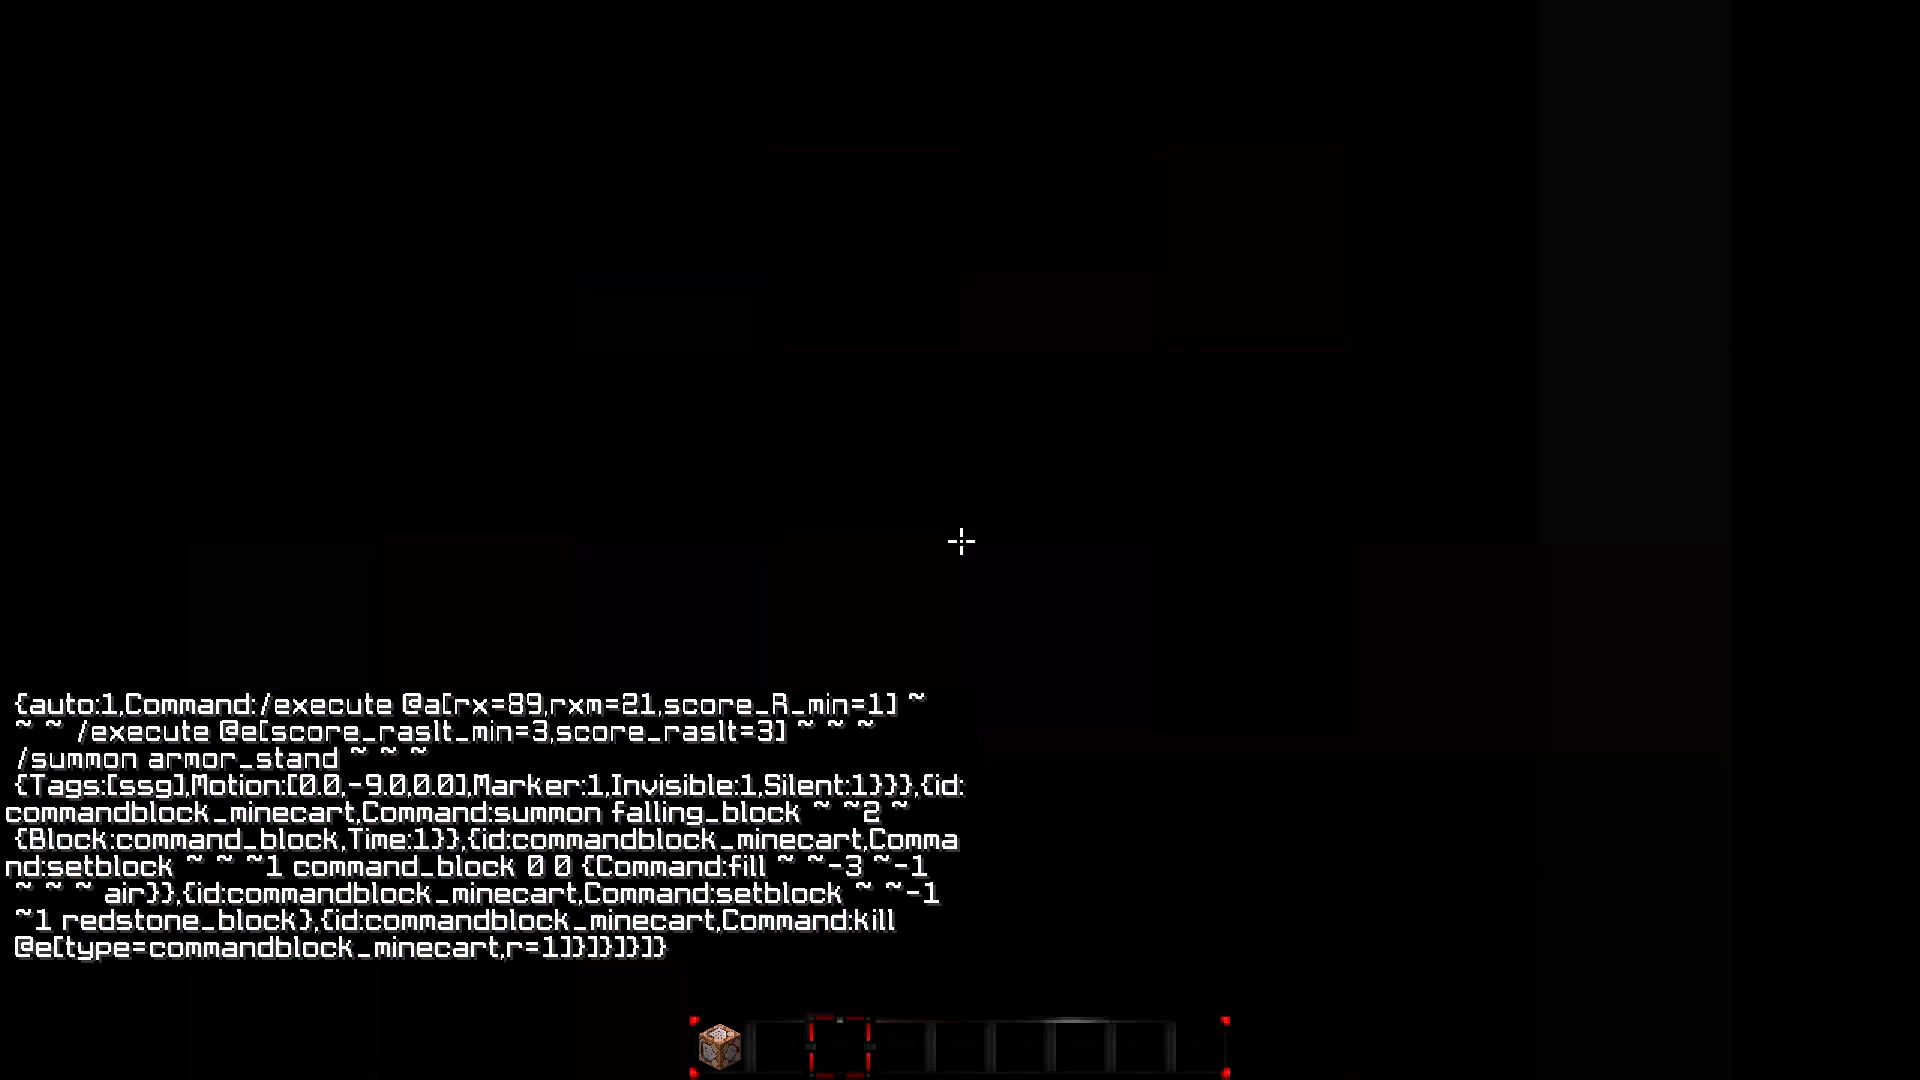 {auto:1,Command:/execute @a[rx=89,rxm=21,score_R_min=1] ~
~ ~ /execute @e[score_raslt_min=3,score_raslt=3] ~ ~ ~
/summon armor_stand ~ ~ ~
{Tags:[ssg],Motion:[0.0,-9.0,0.0],Marker:1,Invisible:1,Silent:1}}},{id:
commandblock_minecart,Command:summon falling_block ~ ~2 ~
{Block:command_block,Time:1}},{id:commandblock_minecart,Comma
nd:setblock ~ ~ ~1 command_block 0 0 {Command:fill ~ ~-3 ~-1
~ ~ ~ air}},{id:commandblock_minecart,Command:setblock ~ ~-1
~1 redstone_block},{id:commandblock_minecart,Command:kill
@e[type=commandblock_minecart,r=1]}]}]}]}